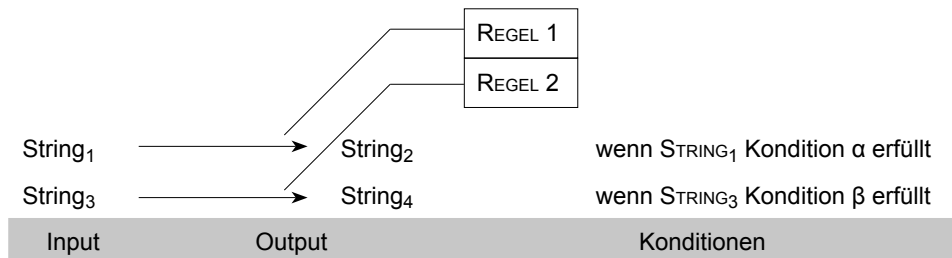 REGEL 1
REGEL 2
String₁ String₂ wenn STRING₁ Kondition α erfüllt
String₃ String₄ wenn STRING₃ Kondition β erfüllt
Input Output Konditionen